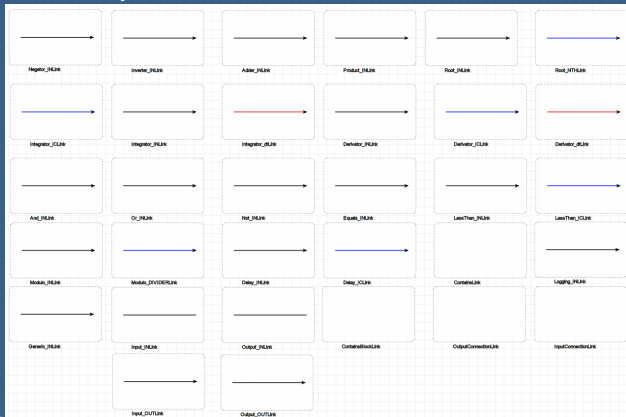 Negator_INLink
Inverter_INLink
Adder_INLink
Product_INLink
Root_INLink
Root_NTHLink
Integrator_ICLink
Integrator_INLink
Integrator_dtLink
Derivator_INLink
Derivator_ICLink
Derivator_dtLink
And_INLink
Or_INLink
Not_INLink
Equals_INLink
LessThan_INLink
LessThan_ICLink
Modulo_INLink
Modulo_DIVIDERLink
Delay_INLink
Delay_ICLink
ContainsLink
Logging_INLink
Generic_INLink
Input_INLink
Output_INLink
ContainsBlockLink
OutputConnectionLink
InputConnectionLink
Input_OUTLink
Output_OUTLink